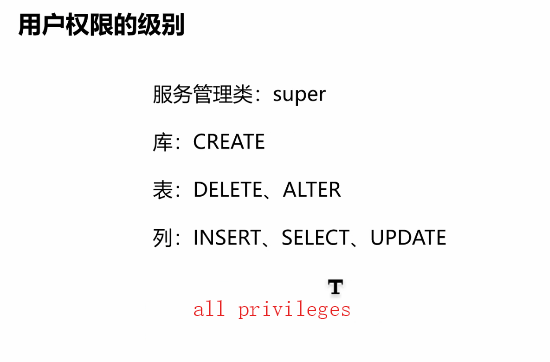 用户权限的级别
服务管理类：super
库：CREATE
表：DELETE、ALTER
列：INSERT、SELECT、UPDATE
all privileges